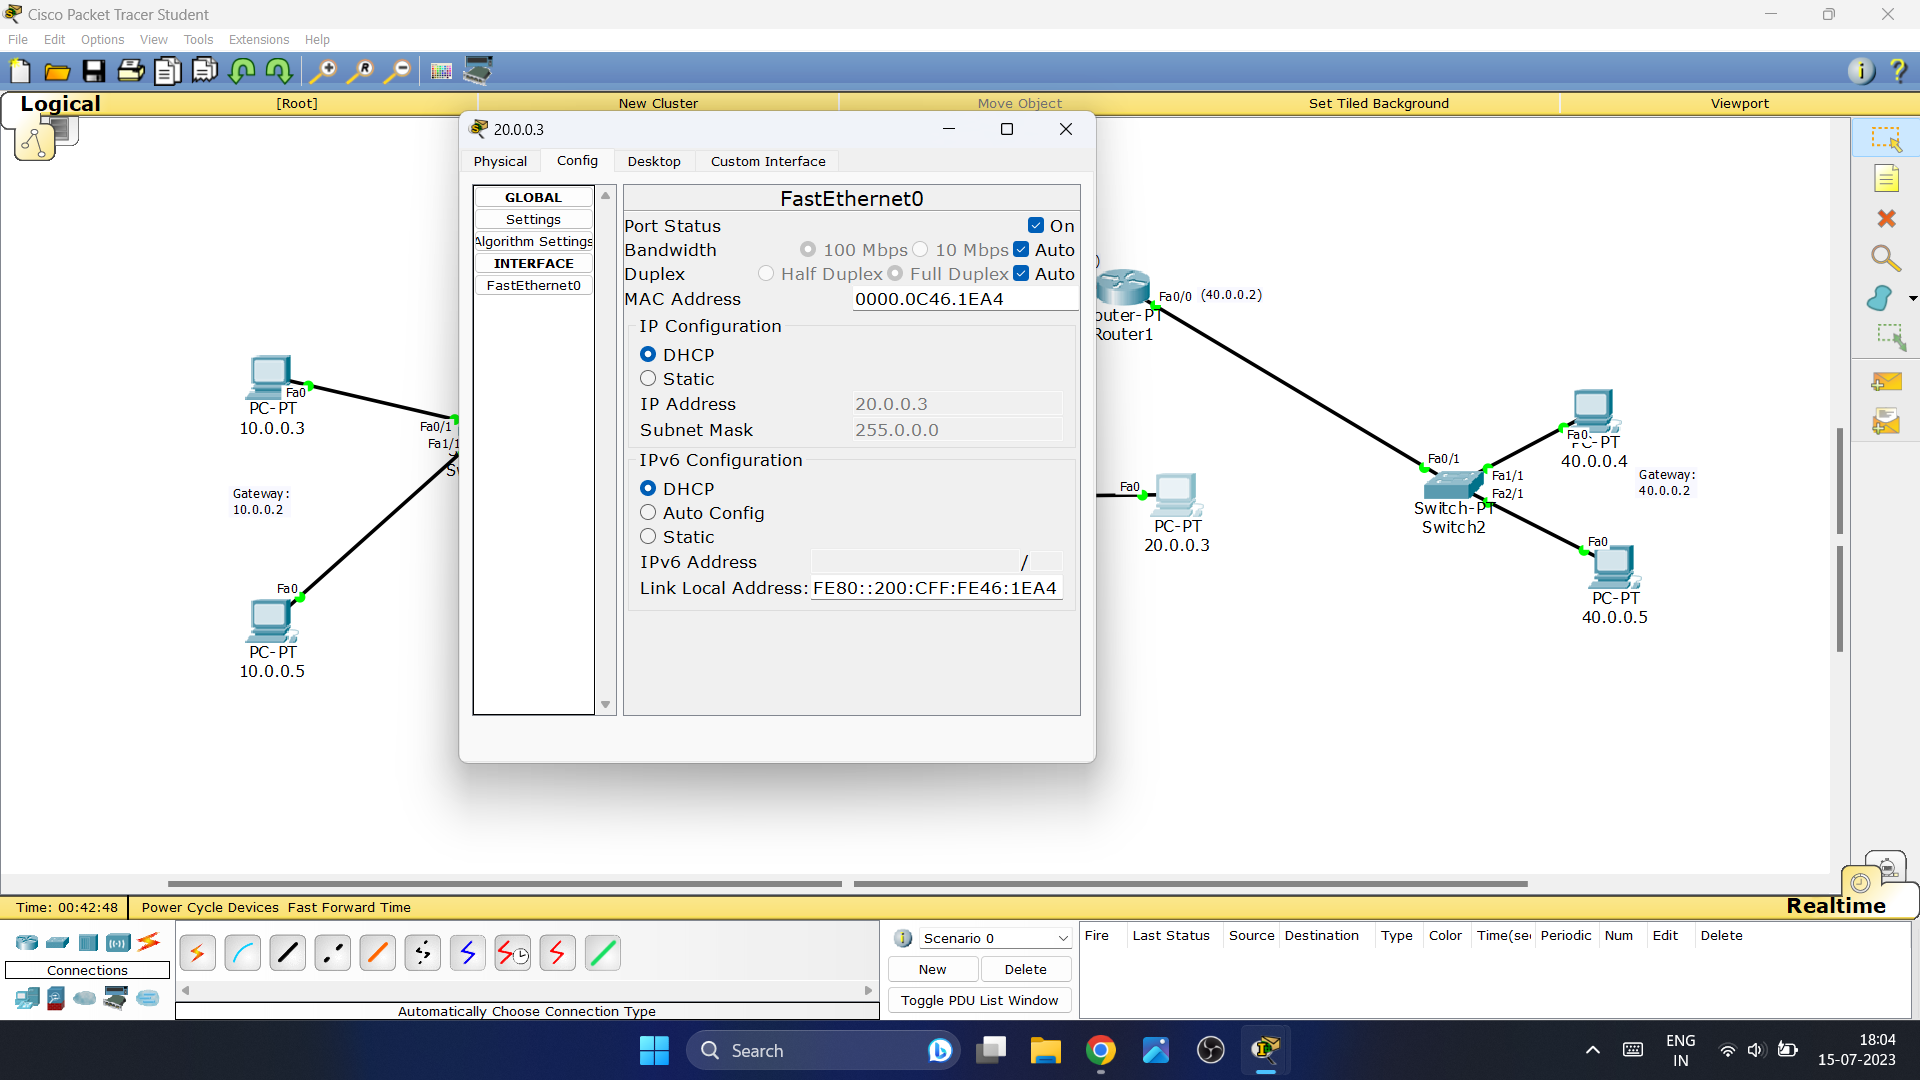 Cisco Packet Tracer Student
File Edit Options View Tools Extensions Help
Logical [Root] New Cluster Move Object Set Tiled Background Viewport
20.0.0.3
Physical Config Desktop Custom Interface
GLOBAL
Settings
Algorithm Settings
INTERFACE
FastEthernet0
FastEthernet0
Port Status On
Bandwidth 100 Mbps 10 Mbps Auto
Duplex Half Duplex Full Duplex Auto
MAC Address 0000.0C46.1EA4
IP Configuration
DHCP
Static
IP Address 20.0.0.3
Subnet Mask 255.0.0.0
IPv6 Configuration
DHCP
Auto Config
Static
IPv6 Address /
Link Local Address: FE80::200:CFF:FE46:1EA4
Fa0
PC-PT
10.0.0.3
Fa0/1
Fa1/1
Gateway:
10.0.0.2
Fa0
PC-PT
10.0.0.5
)
Fa0/0 (40.0.0.2)
outer-PT
Router1
Fa0
PC-PT
20.0.0.3
Fa0/1
Fa1/1
Fa2/1
Switch-PT
Switch2
Fa0
PC-PT
40.0.0.4
Gateway:
40.0.0.2
Fa0
PC-PT
40.0.0.5
Time: 00:42:48 Power Cycle Devices Fast Forward Time Realtime
Connections
Automatically Choose Connection Type
Scenario 0
New Delete
Toggle PDU List Window
Fire Last Status Source Destination Type Color Time(sec Periodic Num Edit Delete
Search
ENG
IN
18:04
15-07-2023